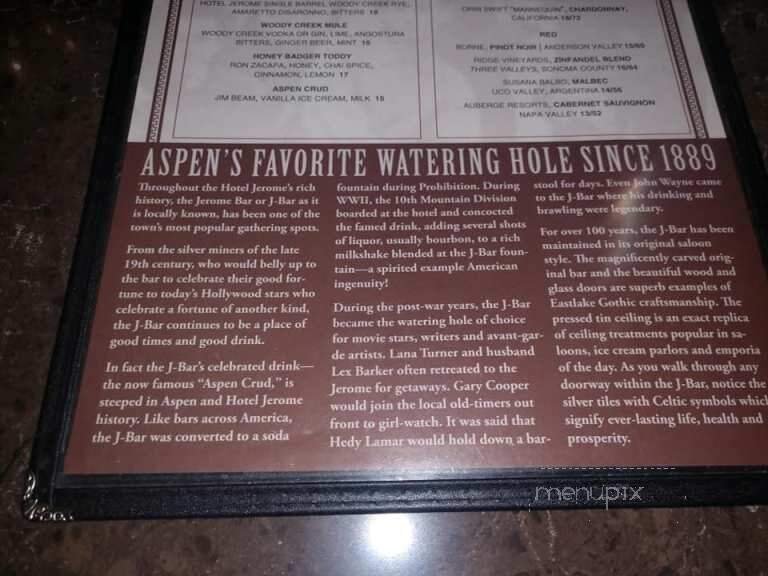 HOTEL JEROME SINGLE BARREL WOODY CREEK RYE,
AMARETTO DISARONNO, BITTERS 18
WOODY CREEK MULE
WOODY CREEK VODKA OR GIN, LIME, ANGOSTURA
BITTERS, GINGER BEER, MINT 16
HONEY BADGER TODDY
RON ZACAPA, HONEY, CHAI SPICE,
CINNAMON, LEMON 17
ASPEN CRUD
JIM BEAM, VANILLA ICE CREAM, MILK 15
ORIN SWIFT "MANNEQUIN", CHARDONNAY,
CALIFORNIA 18/72
RED
BOHNE, PINOT NOIR | ANDERSON VALLEY 15/60
RIDGE VINEYARDS, ZINFANDEL BLEND
THREE VALLEYS, SONOMA COUNTY 16/64
SUSANA BALBO, MALBEC
UCO VALLEY, ARGENTINA 14/56
AUBERGE RESORTS, CABERNET SAUVIGNON
NAPA VALLEY 13/52
ASPEN'S FAVORITE WATERING HOLE SINCE 1889
Throughout the Hotel Jerome's rich
history, the Jerome Bar or J-Bar as it
is locally known, has been one of the
town's most popular gathering spots.
From the silver miners of the late
19th century, who would belly up to
the bar to celebrate their good for-
tune to today's Hollywood stars who
celebrate a fortune of another kind,
the J-Bar continues to be a place of
good times and good drink.
In fact the J-Bar's celebrated drink—
the now famous "Aspen Crud," is
steeped in Aspen and Hotel Jerome
history. Like bars across America,
the J-Bar was converted to a soda
fountain during Prohibition. During
WWII, the 10th Mountain Division
boarded at the hotel and concocted
the famed drink, adding several shots
of liquor, usually bourbon, to a rich
milkshake blended at the J-Bar foun-
tain—a spirited example American
ingenuity!
During the post-war years, the J-Bar
became the watering hole of choice
for movie stars, writers and avant-gar-
de artists. Lana Turner and husband
Lex Barker often retreated to the
Jerome for getaways. Gary Cooper
would join the local old-timers out
front to girl-watch. It was said that
Hedy Lamar would hold down a bar-
stool for days. Even John Wayne came
to the J-Bar where his drinking and
brawling were legendary.
For over 100 years, the J-Bar has been
maintained in its original saloon
style. The magnificently carved orig-
inal bar and the beautiful wood and
glass doors are superb examples of
Eastlake Gothic craftsmanship. The
pressed tin ceiling is an exact replica
of ceiling treatments popular in sa-
loons, ice cream parlors and emporia
of the day. As you walk through any
doorway within the J-Bar, notice the
silver tiles with Celtic symbols which
signify ever-lasting life, health and
prosperity.
menupix